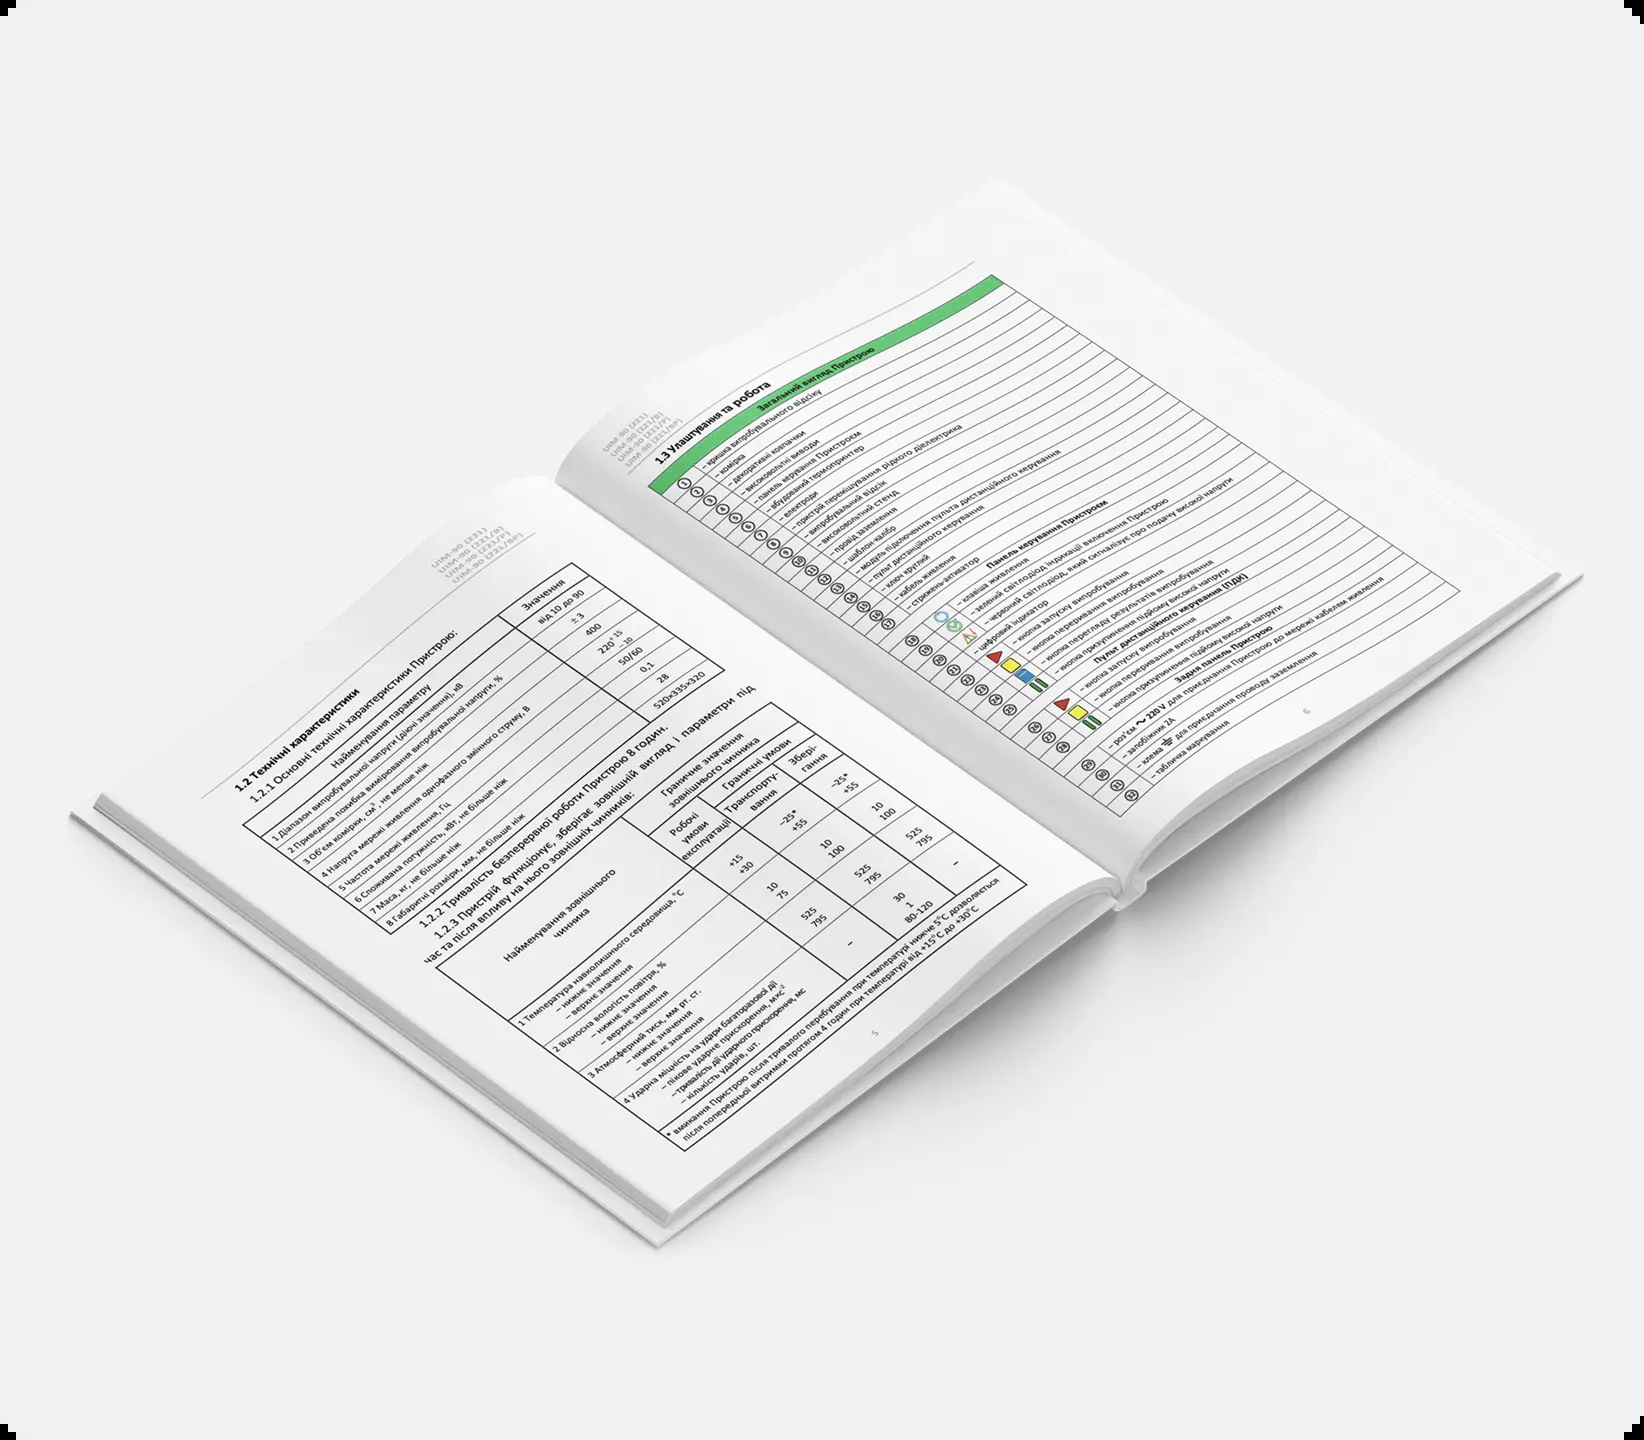 UIM-90 (221)
UIM-90 (221/В)
UIM-90 (221/Р)
UIM-90 (221/ВР)
1.2 Технічні характеристики
1.2.1 Основні технічні характеристики Пристрою:
Найменування параметру Значення
1 Діапазон випробувальної напруги (діючі значення), кВ від 10 до 90
2 Приведена похибка вимірювання випробувальної напруги, % ± 3
3 Об'єм комірки, см³, не менше ніж 400
4 Напруга мережі живлення однофазного змінного струму, В 220 +15 −10
5 Частота мережі живлення, Гц 50/60
6 Споживана потужність, кВт, не більше ніж 0,1
7 Маса, кг, не більше ніж 28
8 Габаритні розміри, мм, не більше ніж 520×335×320
1.2.2 Тривалість безперервної роботи Пристрою 8 годин.
1.2.3 Пристрій функціонує, зберігає зовнішній вигляд і параметри під
час та після впливу на нього зовнішніх чинників:
Найменування зовнішнього
чинника
Граничне значення
зовнішнього чинника
Робочі
умови
експлуатації
Граничні умови
Транспорту-
вання
Збері-
гання
1 Температура навколишнього середовища, °С
– нижнє значення +15 −25* −25*
– верхнє значення +30 +55 +55
2 Відносна вологість повітря, %
– нижнє значення 10 10 10
– верхнє значення 75 100 100
3 Атмосферний тиск, мм рт. ст.
– нижнє значення 525 525 525
– верхнє значення 795 795 795
4 Ударна міцність на удари багаторазової дії
– пікове ударне прискорення, м×с⁻² – 30 –
– тривалість дії ударного прискорення, мс 1
– кількість ударів, шт. 80-120
* вмикання Пристрою після тривалого перебування при температурі нижче 5°С дозволяється
після попередньої витримки протягом 4 годин при температурі від +15°С до +30°С
5
UIM-90 (221)
UIM-90 (221/В)
UIM-90 (221/Р)
UIM-90 (221/ВР)
1.3 Улаштування та робота
Загальний вигляд Пристрою
1 – кришка випробувального відсіку
2 – комірка
3 – декоративні ковпачки
4 – високовольтні виводи
5 – панель керування Пристроєм
6 – вбудований термопринтер
7 – електроди
8 – пристрій перемішування рідкого діелектрика
9 – випробувальний відсік
10 – високовольтний стенд
11 – провід заземлення
12 – шаблон-калібр
13 – модуль підключення пульта дистанційного керування
14 – пульт дистанційного керування
15 – ключ круглий
16 – кабель живлення
17 – стрижень-активатор
Панель керування Пристроєм
18 – клавіша живлення
19 – зелений світлодіод індикації включення Пристрою
20 – червоний світлодіод, який сигналізує про подачу високої напруги
21 – цифровий індикатор
22 – кнопка запуску випробування
23 – кнопка переривання випробування
24 – кнопка перегляду результатів випробування
25 – кнопка призупинення підйому високої напруги
Пульт дистанційного керування (ПДК)
26 – кнопка запуску випробування
27 – кнопка переривання випробування
28 – кнопка призупинення підйому високої напруги
Задня панель Пристрою
29 – роз'єм ~ 220 V для приєднання Пристрою до мережі кабелем живлення
30 – запобіжник 2А
31 – клема для приєднання проводу заземлення
32 – табличка маркування
6